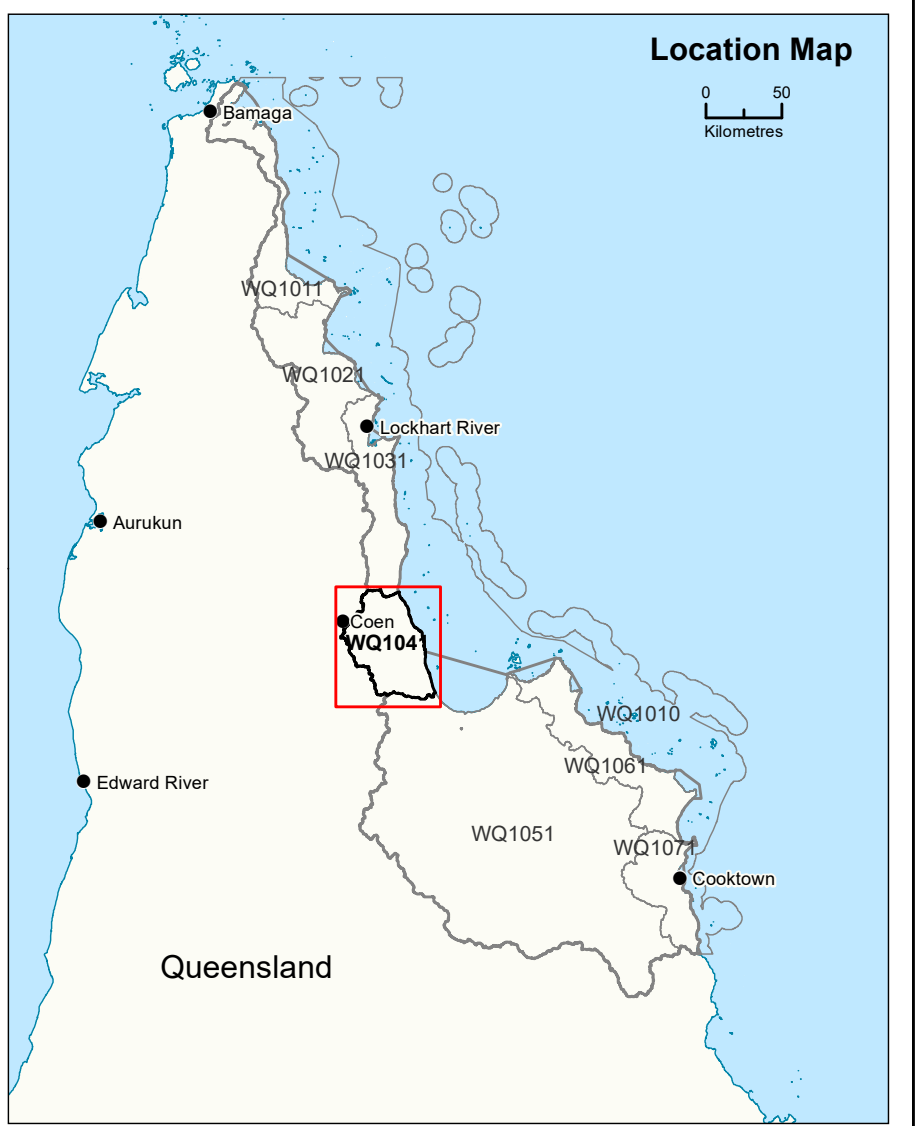 Location Map
0 50
Kilometres
Bamaga
WQ1011
WQ1021
Lockhart River
WQ1031
Aurukun
Coen
WQ1041
WQ1010
WQ1061
Edward River
WQ1051
WQ1071
Cooktown
Queensland